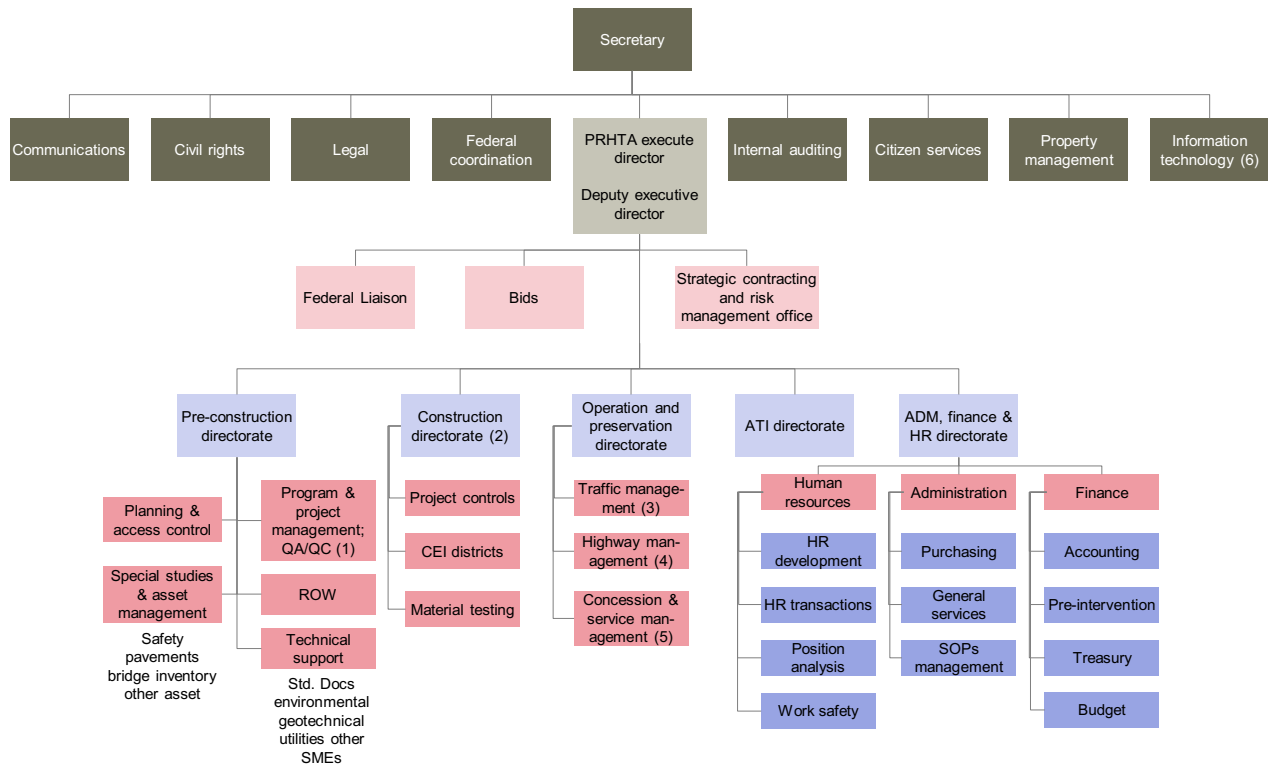 Secretary
Communications
Civil rights
Legal
Federal
coordination
PRHTA execute
director
Deputy executive
director
Internal auditing
Citizen services
Property
management
Information
technology (6)
Federal Liaison
Bids
Strategic contracting
and risk
management office
Pre-construction
directorate
Construction
directorate (2)
Operation and
preservation
directorate
ATI directorate
ADM, finance &
HR directorate
Planning &
access control
Special studies
& asset
management
Safety
pavements
bridge inventory
other asset
Program &
project
management;
QA/QC (1)
ROW
Technical
support
Std. Docs
environmental
geotechnical
utilities other
SMEs
Project controls
CEI districts
Material testing
Traffic manage-
ment (3)
Highway man-
agement (4)
Concession &
service man-
agement (5)
Human
resources
HR
development
HR transactions
Position
analysis
Work safety
Administration
Purchasing
General
services
SOPs
management
Finance
Accounting
Pre-intervention
Treasury
Budget